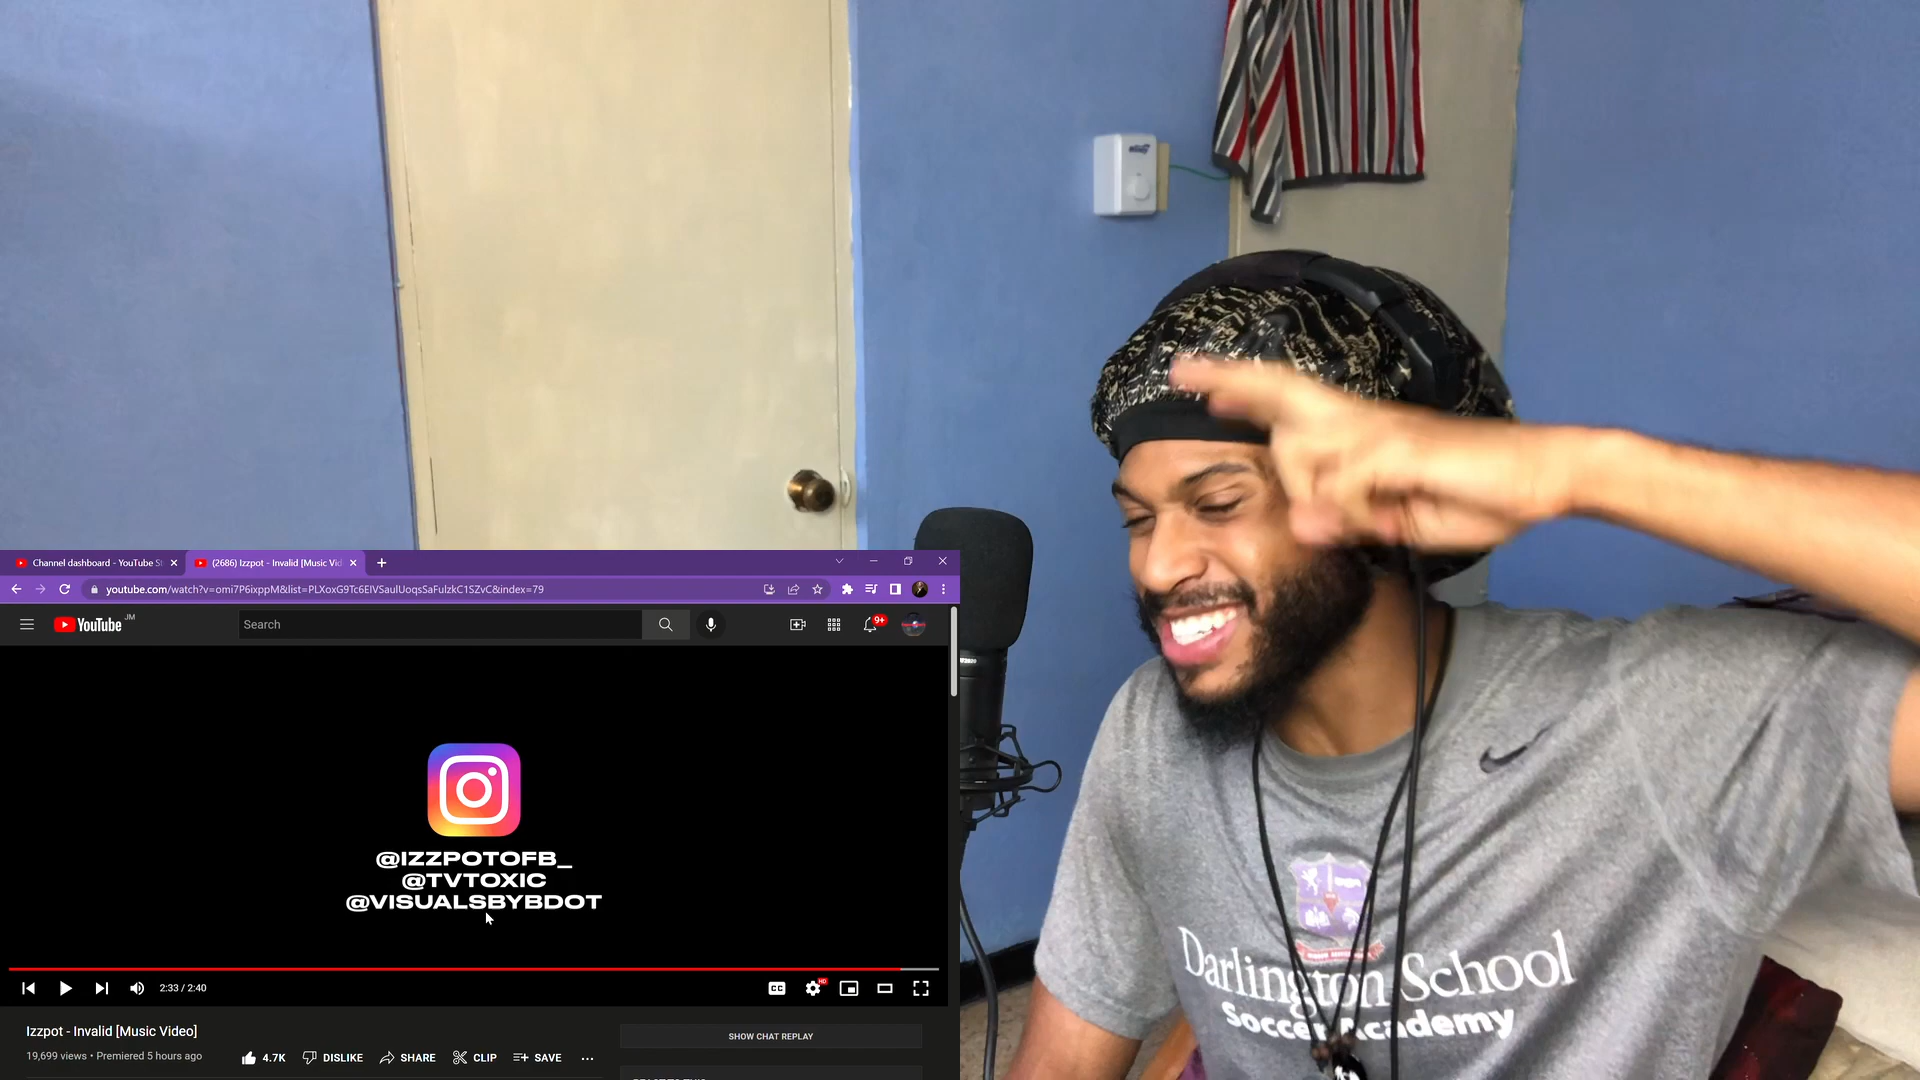 Channel dashboard - YouTube St
(2686) Izzpot - Invalid [Music Vid
youtube.com/watch?v=omi7P6ixppM&list=PLXoxG9Tc6ElVSaulUoqsSaFulzkC1SZvC&index=79
YouTube JM
Search
9+
@IZZPOTOFB_
@TVTOXIC
@VISUALSBYBDOT
2:33 / 2:40
CC
HD
Izzpot - Invalid [Music Video]
19,699 views • Premiered 5 hours ago
4.7K
DISLIKE
SHARE
CLIP
SAVE
SHOW CHAT REPLAY
Darlington School
Soccer Academy